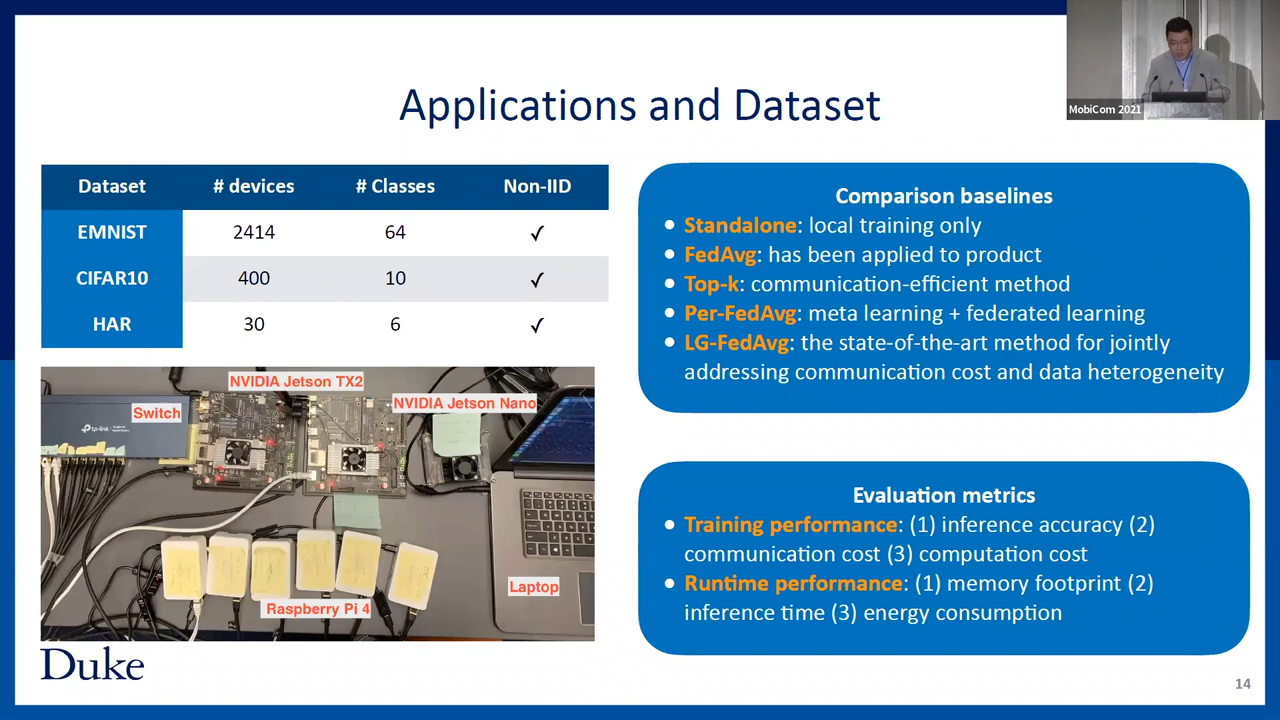 MobiCom 2021
Applications and Dataset
Dataset # devices # Classes Non-IID
EMNIST 2414 64 ✓
CIFAR10 400 10 ✓
HAR 30 6 ✓
NVIDIA Jetson TX2
NVIDIA Jetson Nano
Switch
tp-link
Laptop
Raspberry Pi 4
Comparison baselines
• Standalone: local training only
• FedAvg: has been applied to product
• Top-k: communication-efficient method
• Per-FedAvg: meta learning + federated learning
• LG-FedAvg: the state-of-the-art method for jointly
addressing communication cost and data heterogeneity
Evaluation metrics
• Training performance: (1) inference accuracy (2)
communication cost (3) computation cost
• Runtime performance: (1) memory footprint (2)
inference time (3) energy consumption
Duke
14